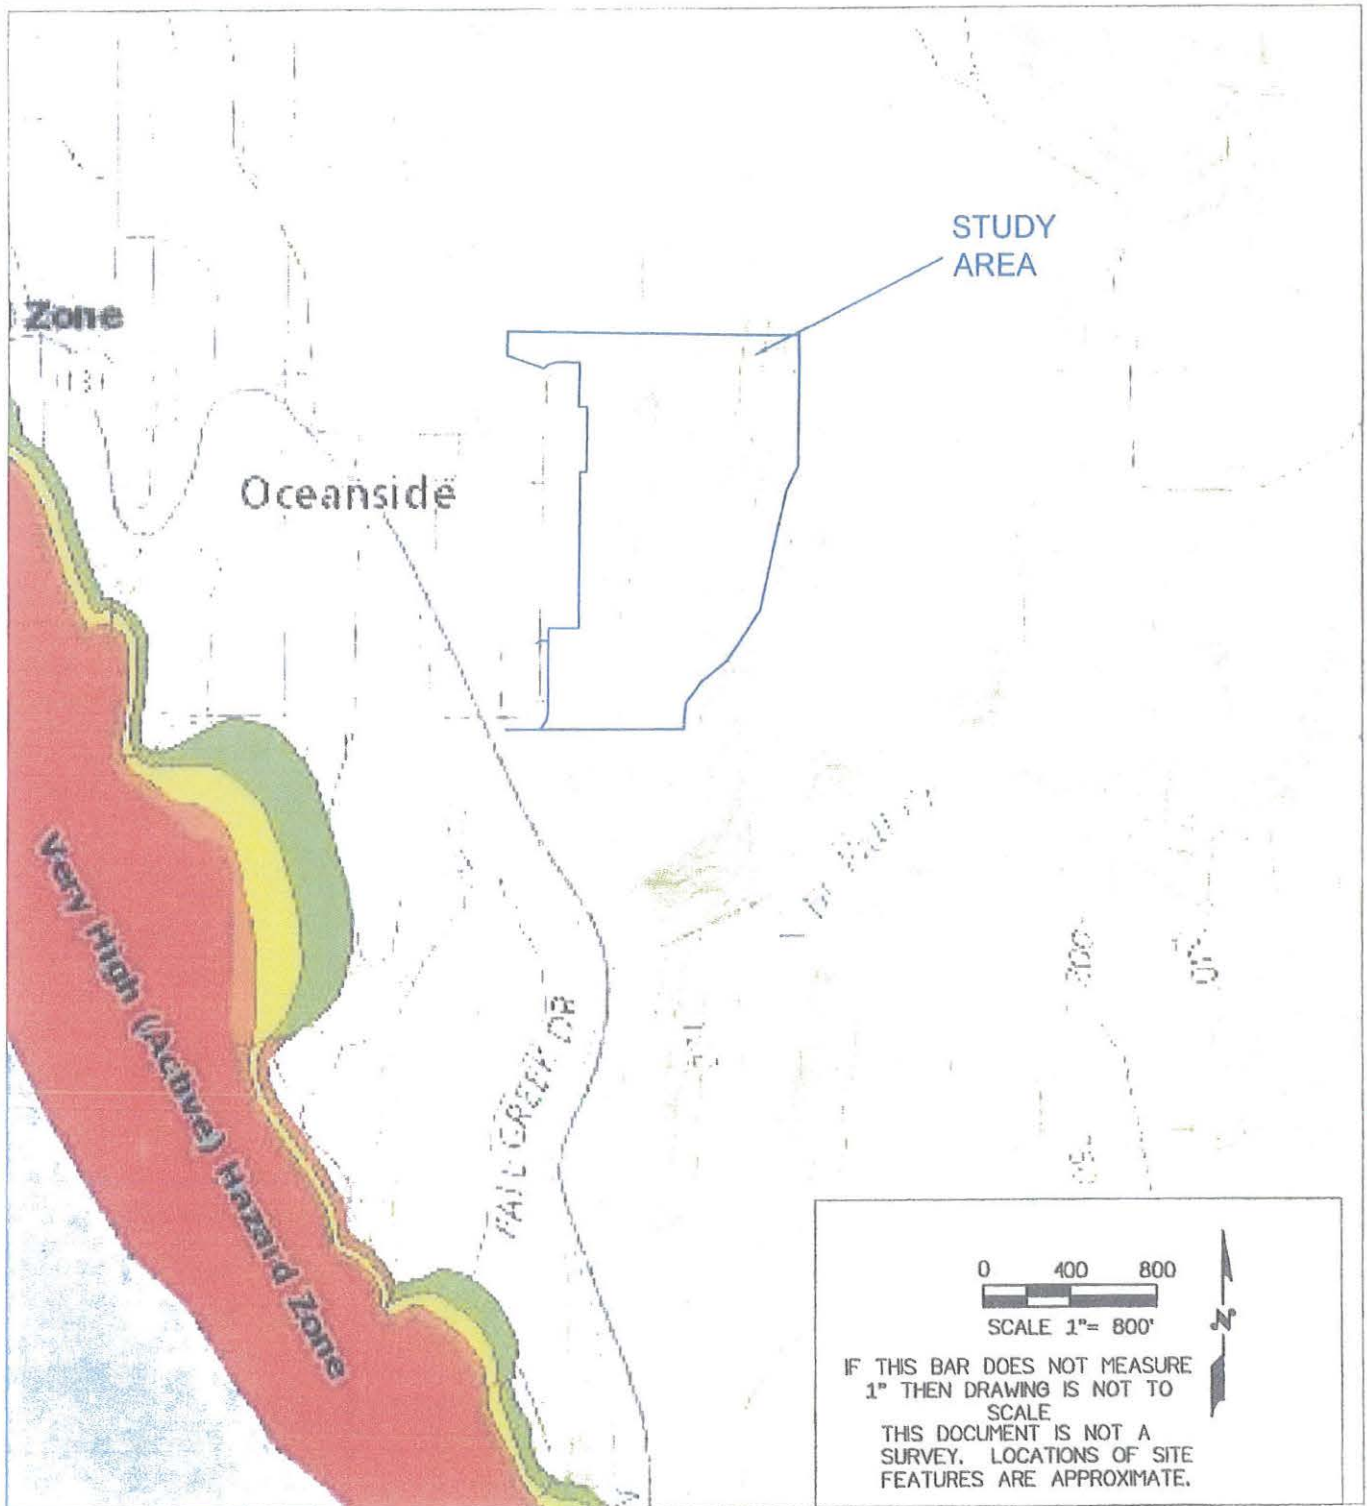 STUDY
AREA
Zone
Oceanside
Very High (Active) Hazard Zone
0 400 800
SCALE 1"= 800'
N
IF THIS BAR DOES NOT MEASURE
1" THEN DRAWING IS NOT TO
SCALE
THIS DOCUMENT IS NOT A
SURVEY. LOCATIONS OF SITE
FEATURES ARE APPROXIMATE.